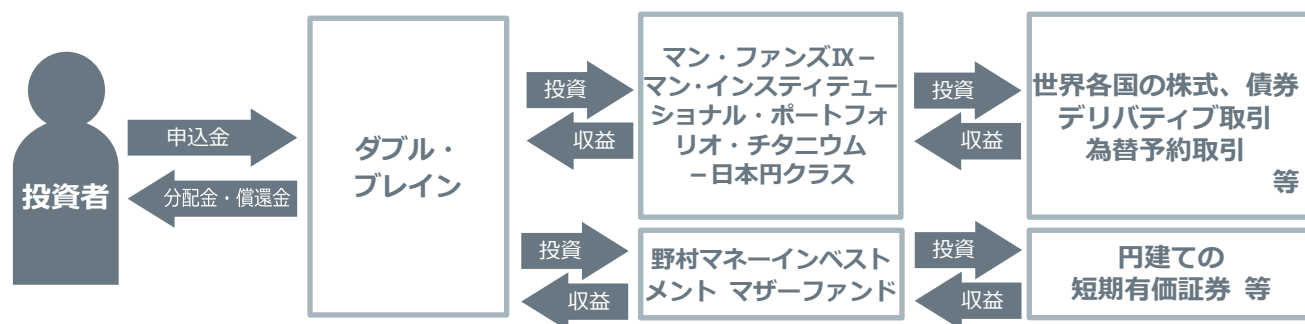 投資者
申込金
分配金・償還金
ダブル・
ブレイン
投資
収益
マン・ファンズⅨ－
マン・インスティテュー
ショナル・ポートフォ
リオ・チタニウム
－日本円クラス
投資
収益
世界各国の株式、債券
デリバティブ取引
為替予約取引
等
投資
収益
野村マネーインベスト
メント マザーファンド
投資
収益
円建ての
短期有価証券 等